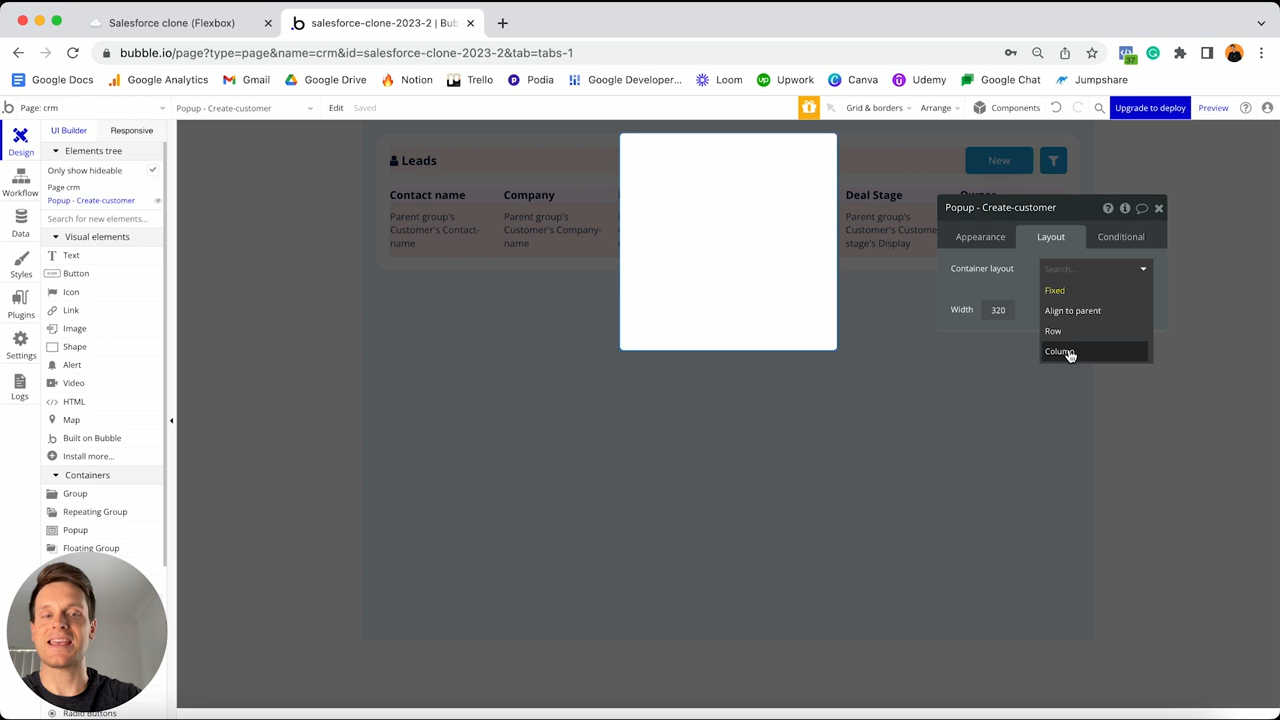 Salesforce clone (Flexbox)
salesforce-clone-2023-2 | Bub
bubble.io/page?type=page&name=crm&id=salesforce-clone-2023-2&tab=tabs-1
37
Google Docs
Google Analytics
Gmail
Google Drive
Notion
Trello
Podia
Google Developer...
Loom
Upwork
Canva
Udemy
Google Chat
Jumpshare
Page: crm
Popup - Create-customer
Edit
Saved
Grid & borders
Arrange
Components
Upgrade to deploy
Preview
Design
Workflow
Data
Styles
Plugins
Settings
Logs
UI Builder
Responsive
Elements tree
Only show hideable
Page crm
Popup - Create-customer
Search for new elements...
Visual elements
Text
Button
Icon
Link
Image
Shape
Alert
Video
HTML
Map
Built on Bubble
Install more...
Containers
Group
Repeating Group
Popup
Floating Group
Radio Buttons
Leads
New
Contact name
Company
Deal Stage
Owner
Parent group's
Customer's Contact-
name
Parent group's
Customer's Company-
name
Parent group's
Customer's Custome
stage's Display
Popup - Create-customer
Appearance
Layout
Conditional
Container layout
Search...
Fixed
Align to parent
Row
Column
Width
320